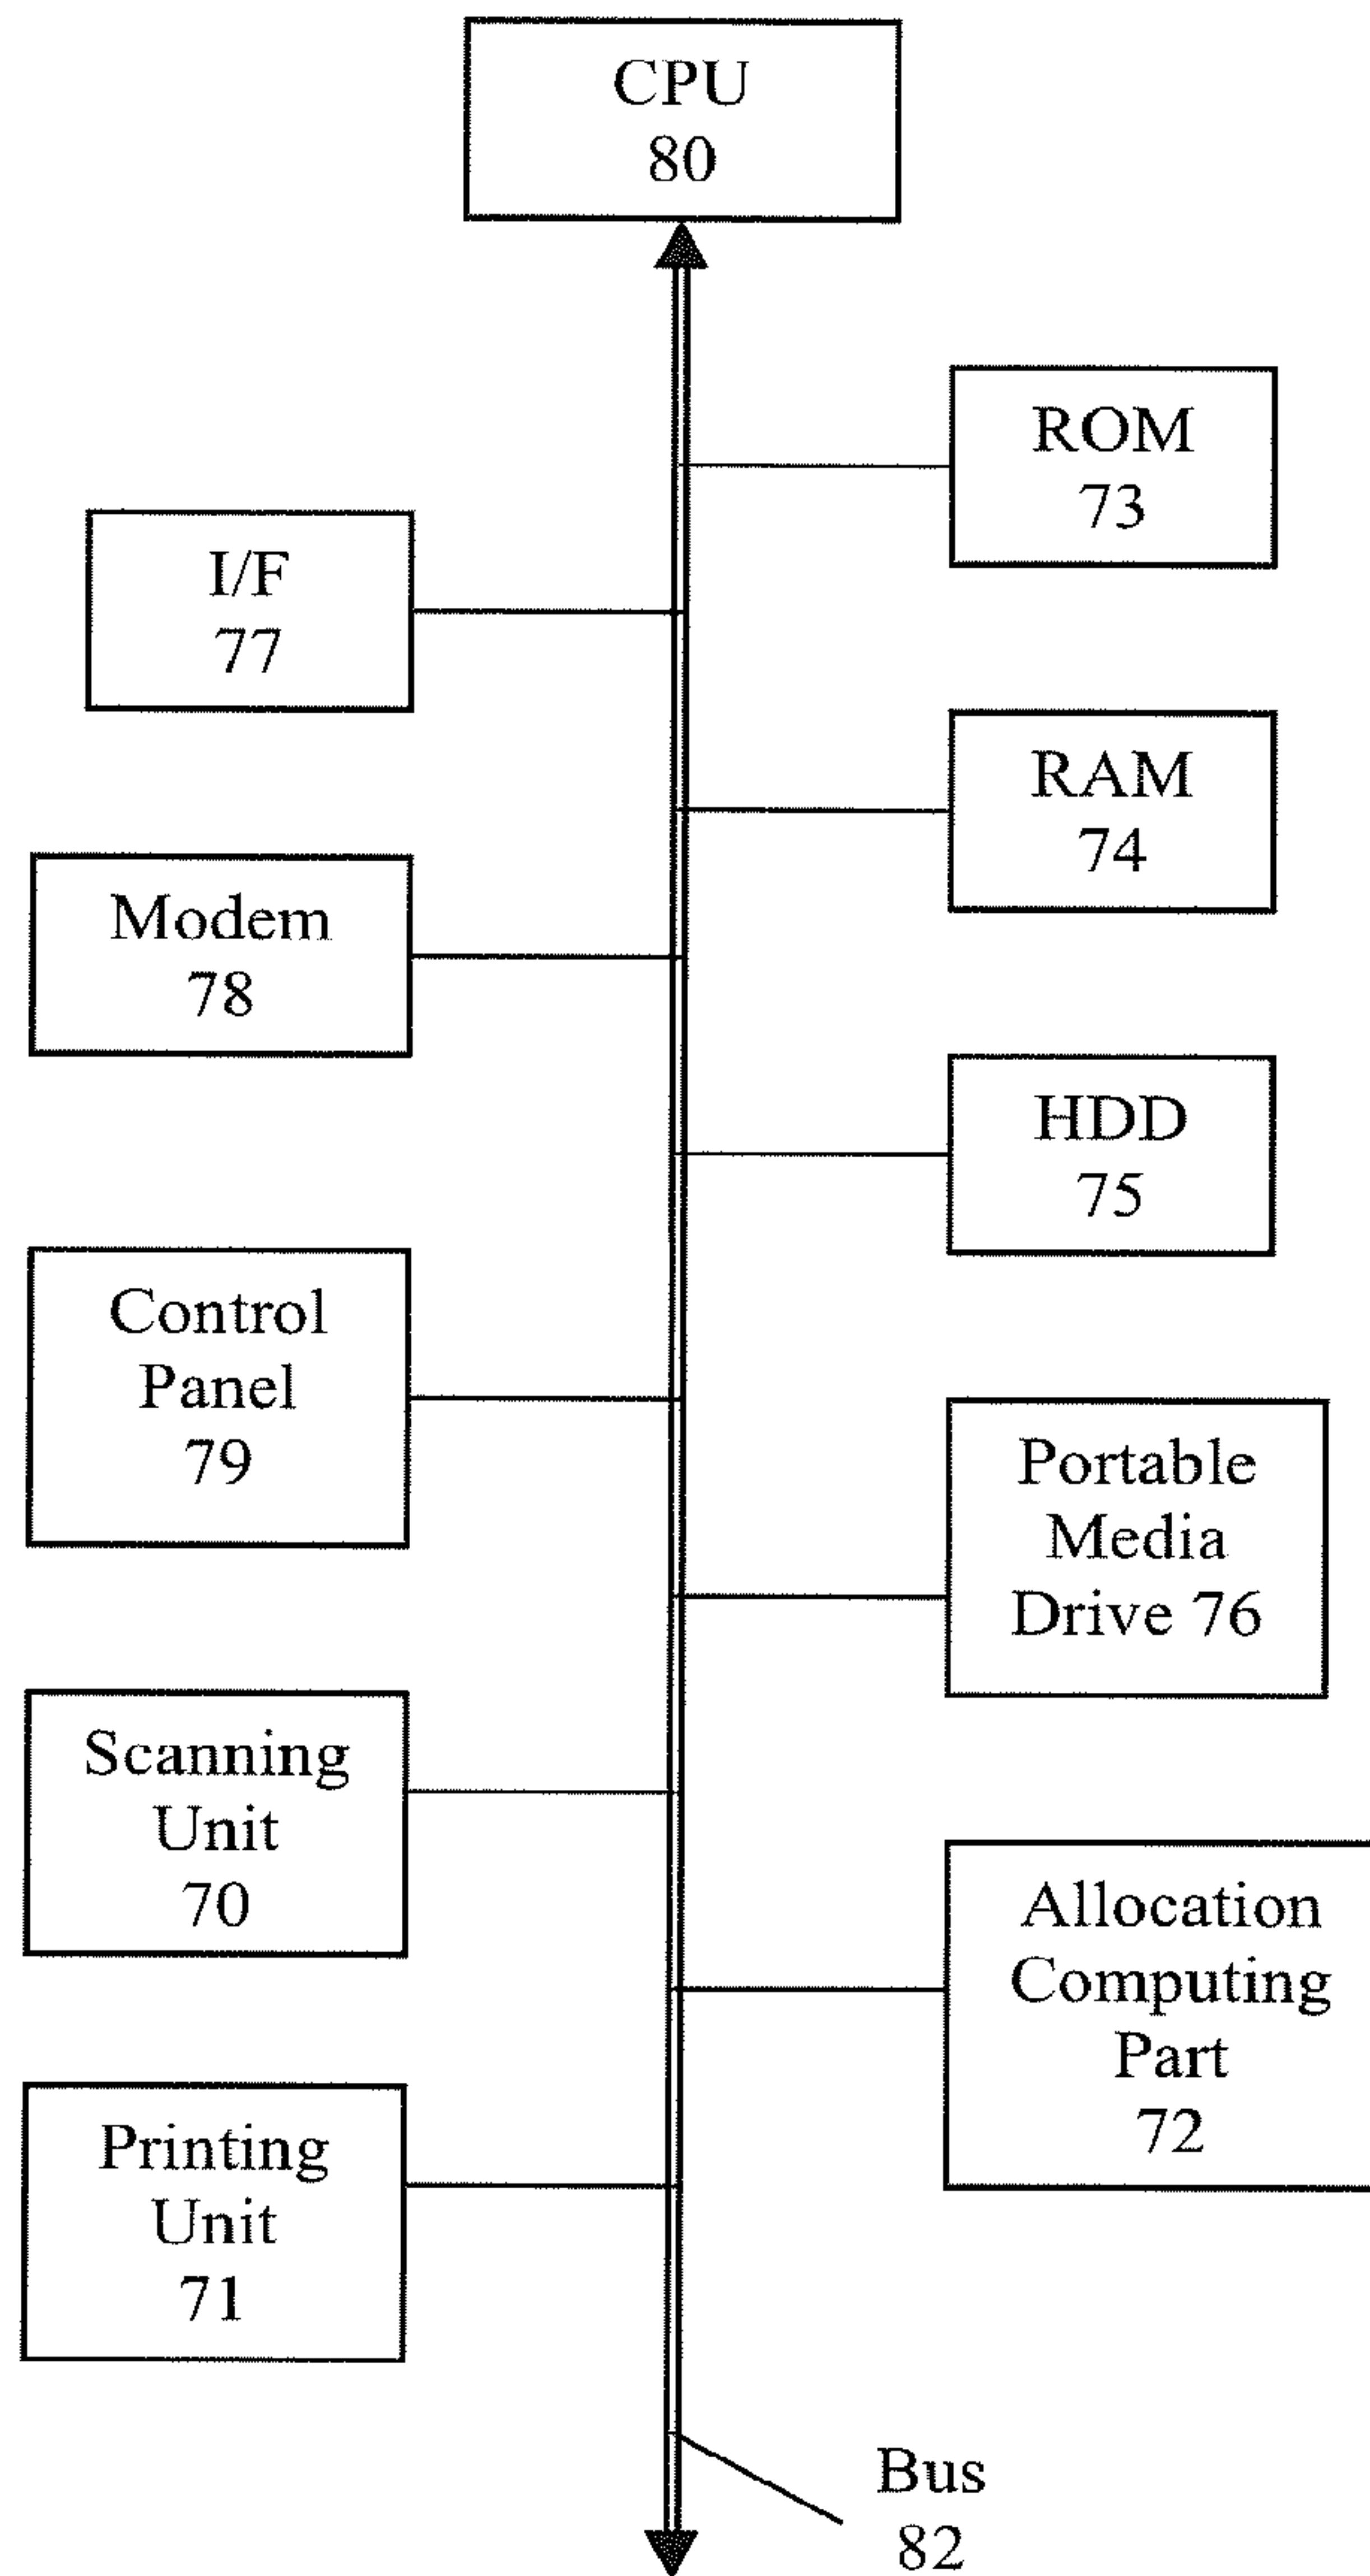 CPU
80
ROM
73
I/F
77
RAM
74
Modem
78
HDD
75
Control
Panel
79
Portable
Media
Drive 76
Scanning
Unit
70
Allocation
Computing
Part
72
Printing
Unit
71
Bus
82